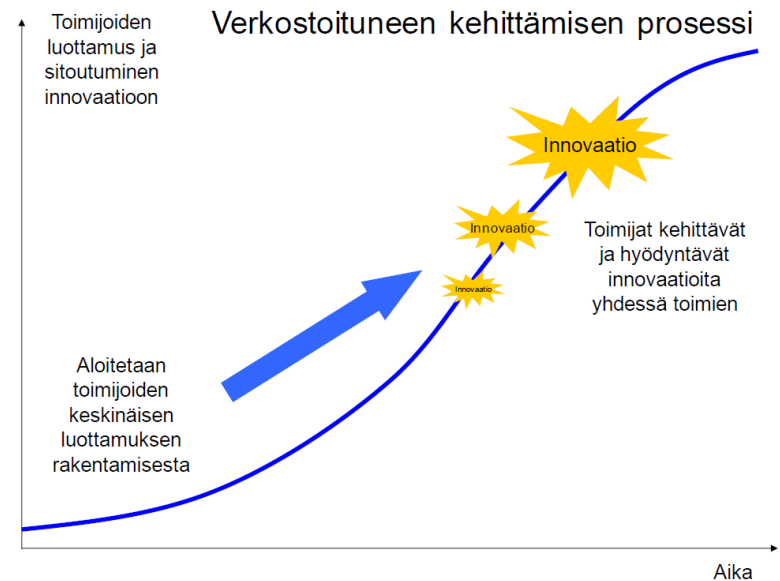 Verkostoituneen kehittämisen prosessi
Toimijoiden
luottamus ja
sitoutuminen
innovaatioon
Innovaatio
Innovaatio
Innovaatio
Toimijat kehittävät
ja hyödyntävät
innovaatioita
yhdessä toimien
Aloitetaan
toimijoiden
keskinäisen
luottamuksen
rakentamisesta
Aika